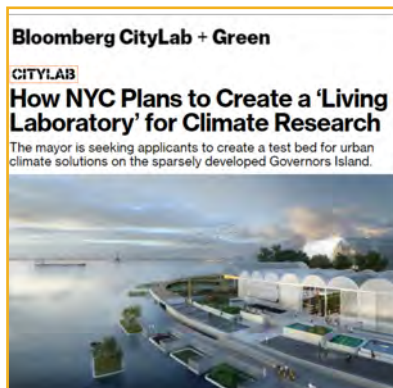 Bloomberg CityLab + Green
CITYLAB
How NYC Plans to Create a ‘Living
Laboratory’ for Climate Research
The mayor is seeking applicants to create a test bed for urban
climate solutions on the sparsely developed Governors Island.